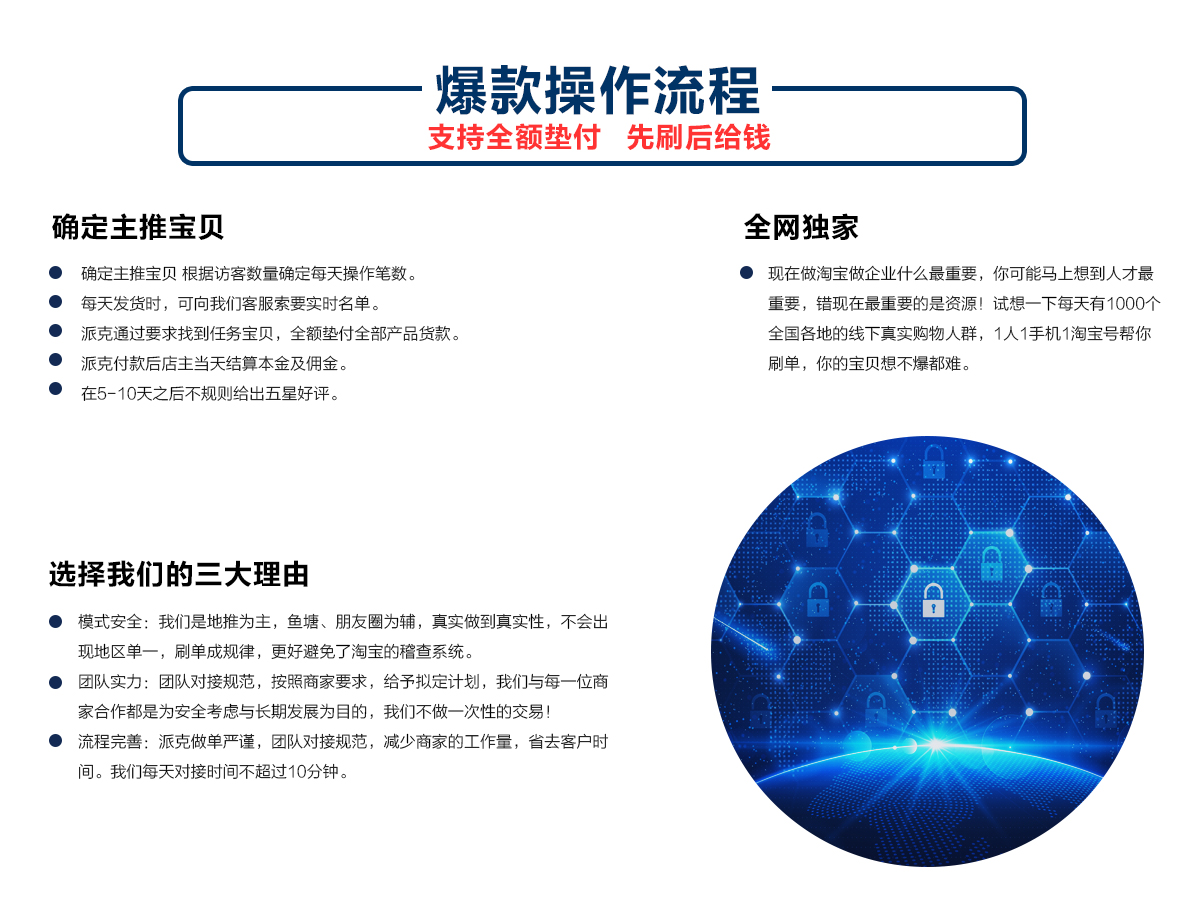 爆款操作流程
支持全额垫付 先刷后给钱
确定主推宝贝
确定主推宝贝 根据访客数量确定每天操作笔数。
每天发货时，可向我们客服索要实时名单。
派克通过要求找到任务宝贝，全额垫付全部产品货款。
派克付款后店主当天结算本金及佣金。
在5-10天之后不规则给出五星好评。
全网独家
现在做淘宝做企业什么最重要，你可能马上想到人才最
重要，错现在最重要的是资源！试想一下每天有1000个
全国各地的线下真实购物人群，1人1手机1淘宝号帮你
刷单，你的宝贝想不爆都难。
选择我们的三大理由
模式安全：我们是地推为主，鱼塘、朋友圈为辅，真实做到真实性，不会出
现地区单一，刷单成规律，更好避免了淘宝的稽查系统。
团队实力：团队对接规范，按照商家要求，给予拟定计划，我们与每一位商
家合作都是为安全考虑与长期发展为目的，我们不做一次性的交易！
流程完善：派克做单严谨，团队对接规范，减少商家的工作量，省去客户时
间。我们每天对接时间不超过10分钟。